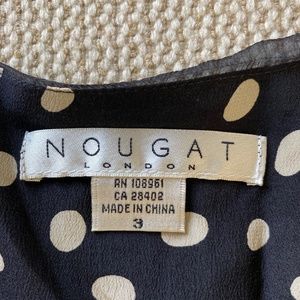 NOUGAT
LONDON
RN 108961
CA 28402
MADE IN CHINA
3